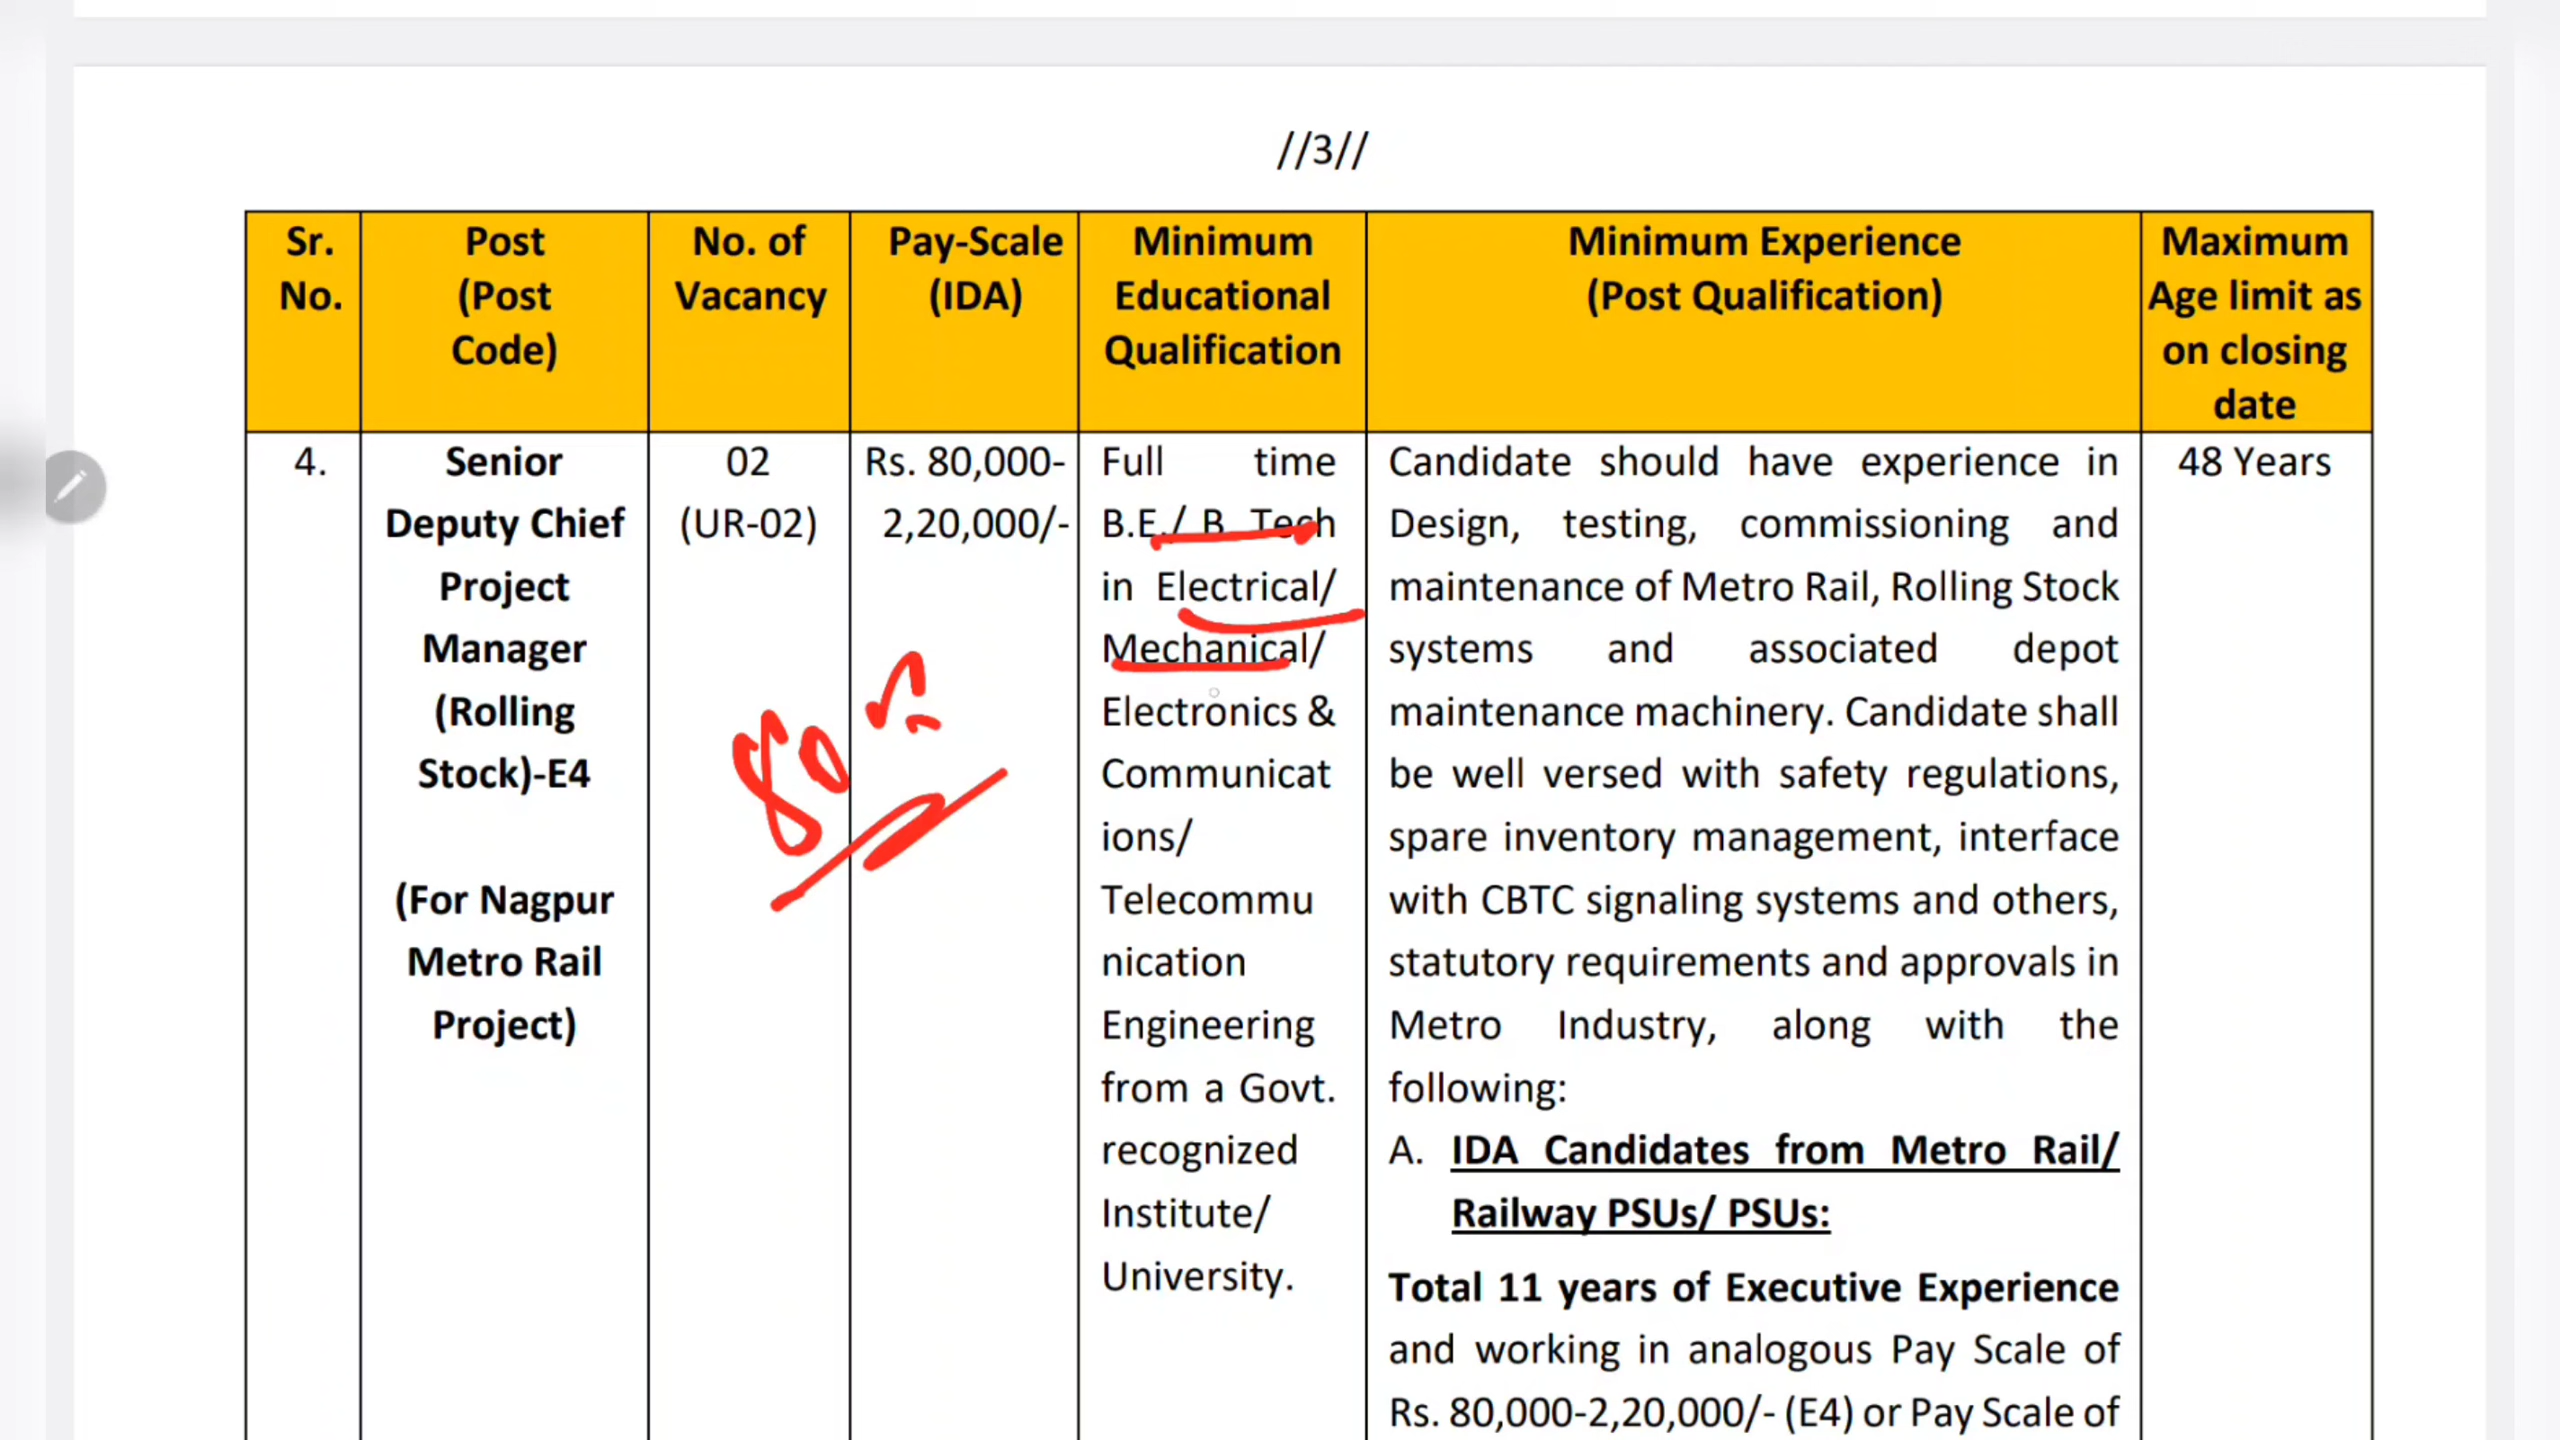 //3//
Sr.
No.
Post
(Post
Code)
No. of
Vacancy
Pay-Scale
(IDA)
Minimum
Educational
Qualification
Minimum Experience
(Post Qualification)
Maximum
Age limit as
on closing
date
4.
Senior
Deputy Chief
Project
Manager
(Rolling
Stock)-E4
(For Nagpur
Metro Rail
Project)
02
(UR-02)
Rs. 80,000-
2,20,000/-
Full time
B.E./ B. Tech
in Electrical/
Mechanical/
Electronics &
Communicat
ions/
Telecommu
nication
Engineering
from a Govt.
recognized
Institute/
University.
Candidate should have experience in
Design, testing, commissioning and
maintenance of Metro Rail, Rolling Stock
systems and associated depot
maintenance machinery. Candidate shall
be well versed with safety regulations,
spare inventory management, interface
with CBTC signaling systems and others,
statutory requirements and approvals in
Metro Industry, along with the
following:
A. IDA Candidates from Metro Rail/
Railway PSUs/ PSUs:
Total 11 years of Executive Experience
and working in analogous Pay Scale of
Rs. 80,000-2,20,000/- (E4) or Pay Scale of
48 Years